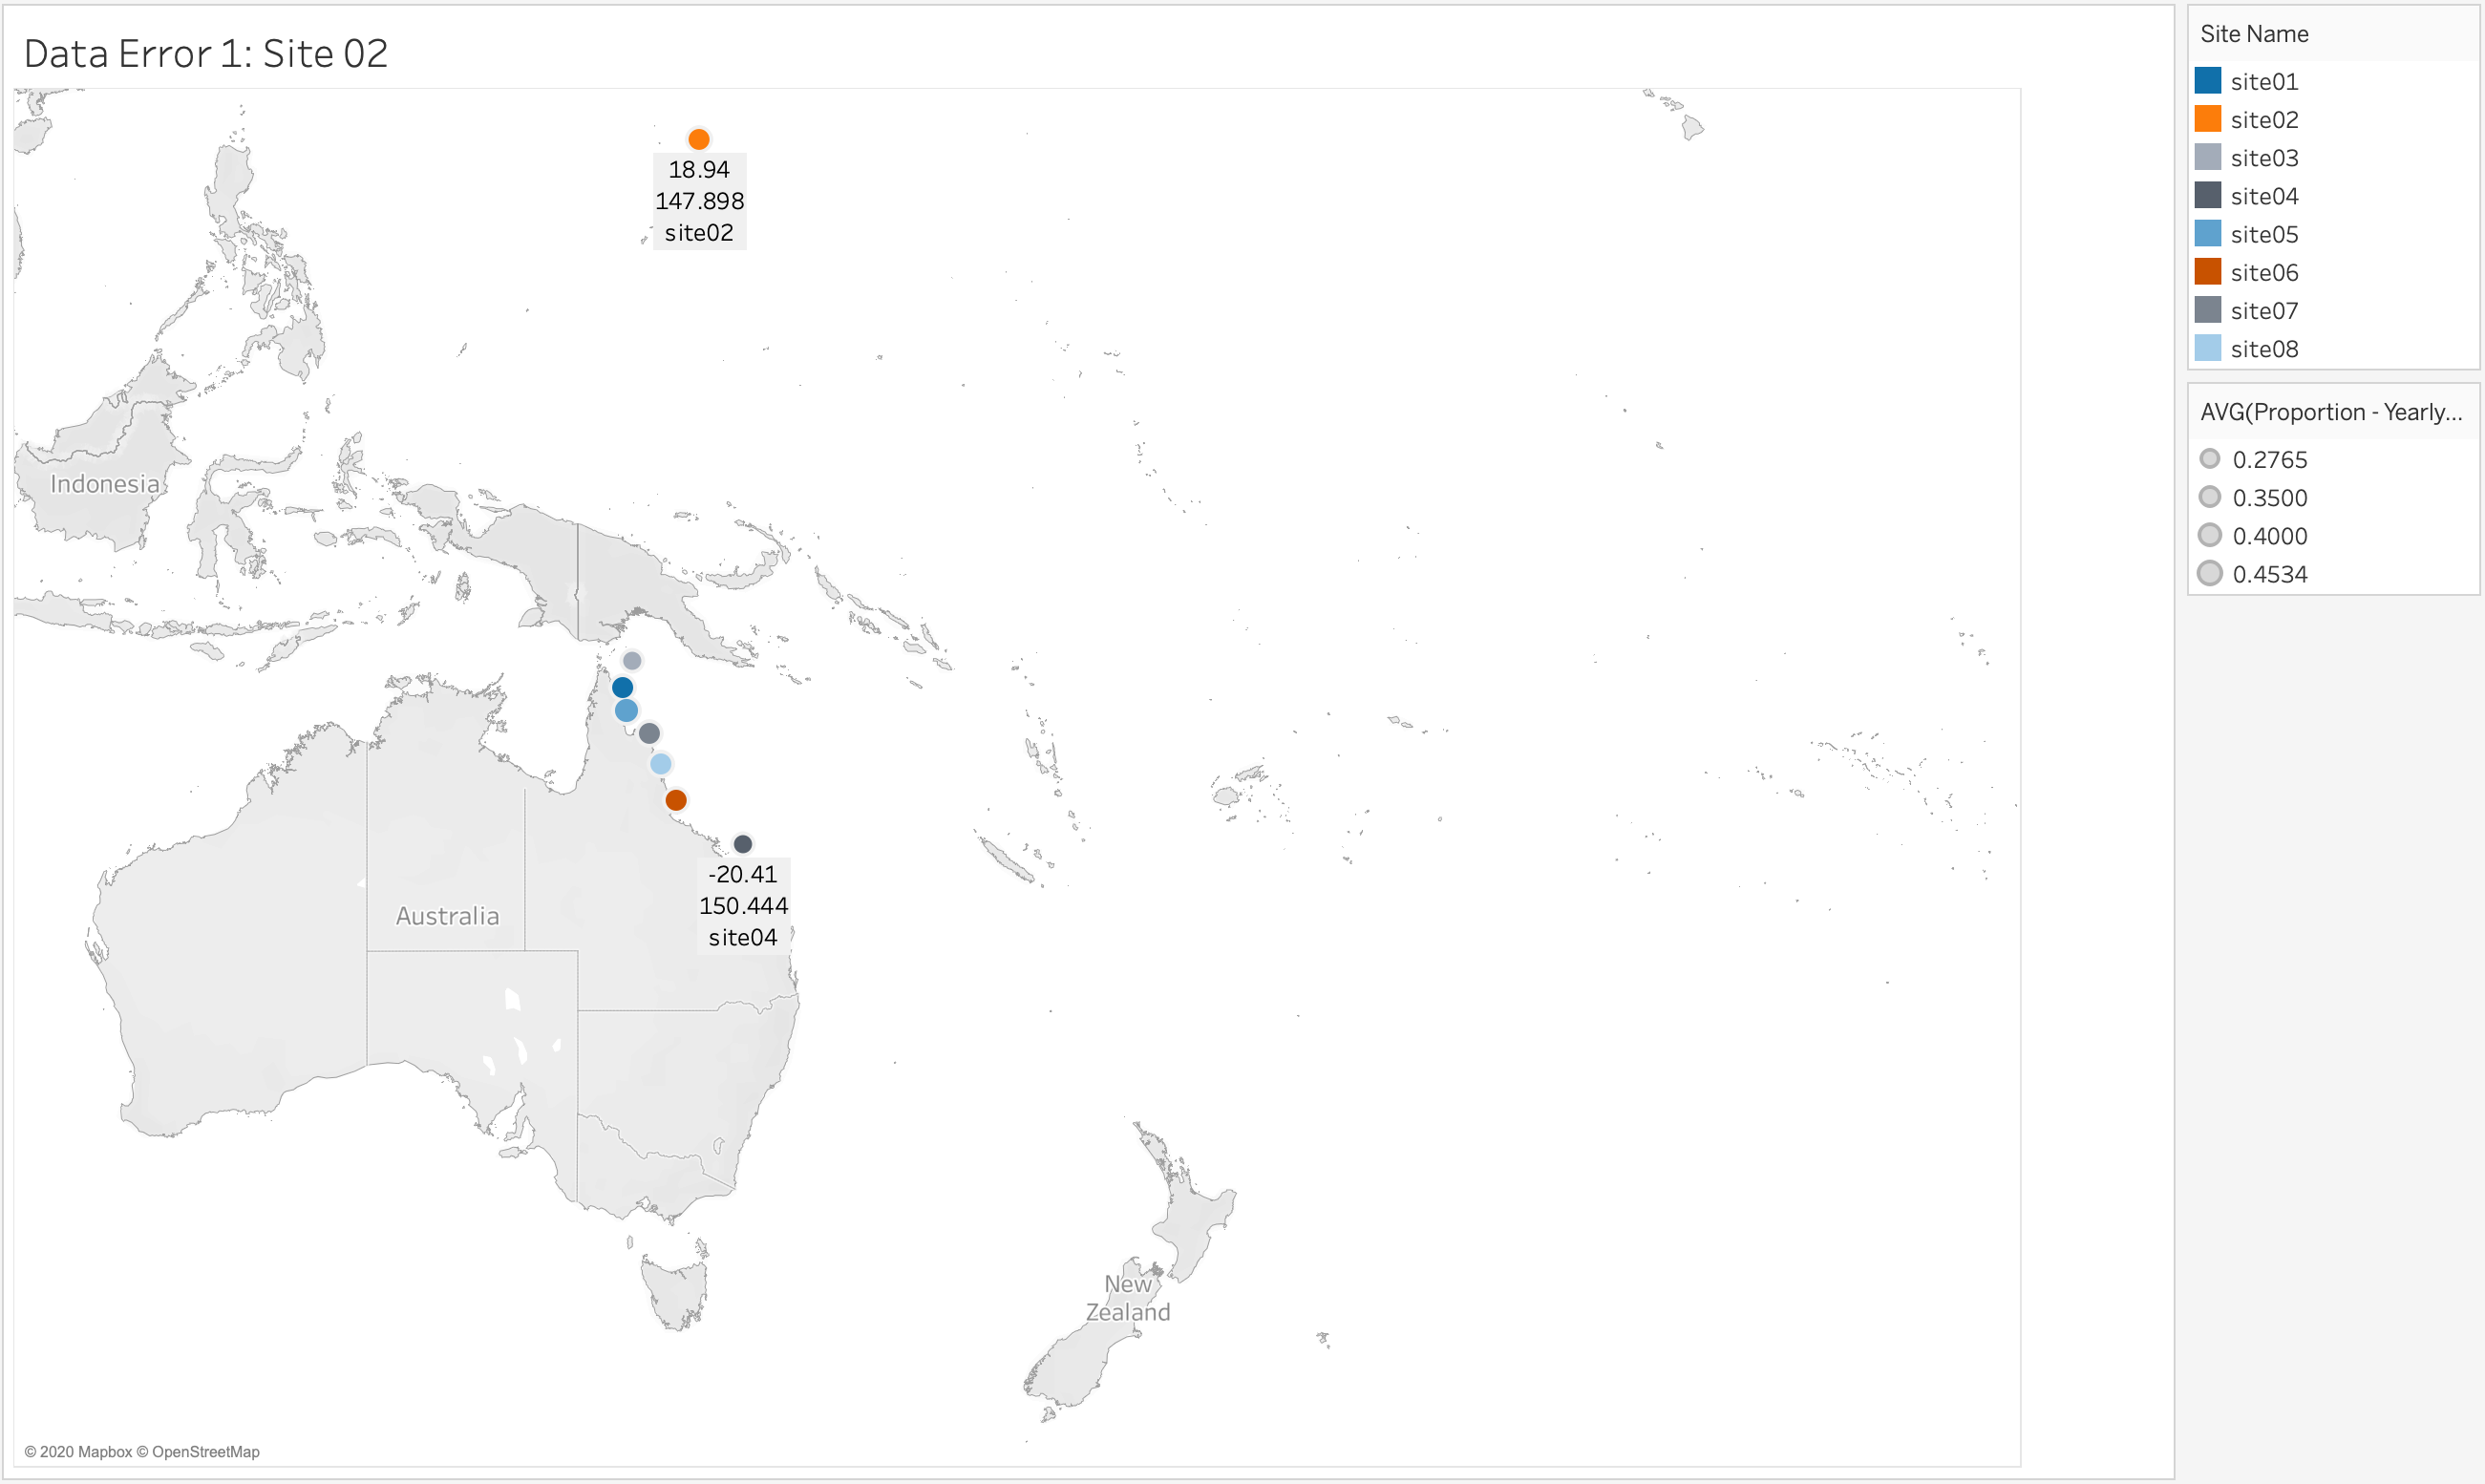 Data Error 1: Site 02
18.94
147.898
site02
Indonesia
-20.41
150.444
site04
Australia
New
Zealand
© 2020 Mapbox © OpenStreetMap
Site Name
site01
site02
site03
site04
site05
site06
site07
site08
AVG(Proportion - Yearly...
0.2765
0.3500
0.4000
0.4534